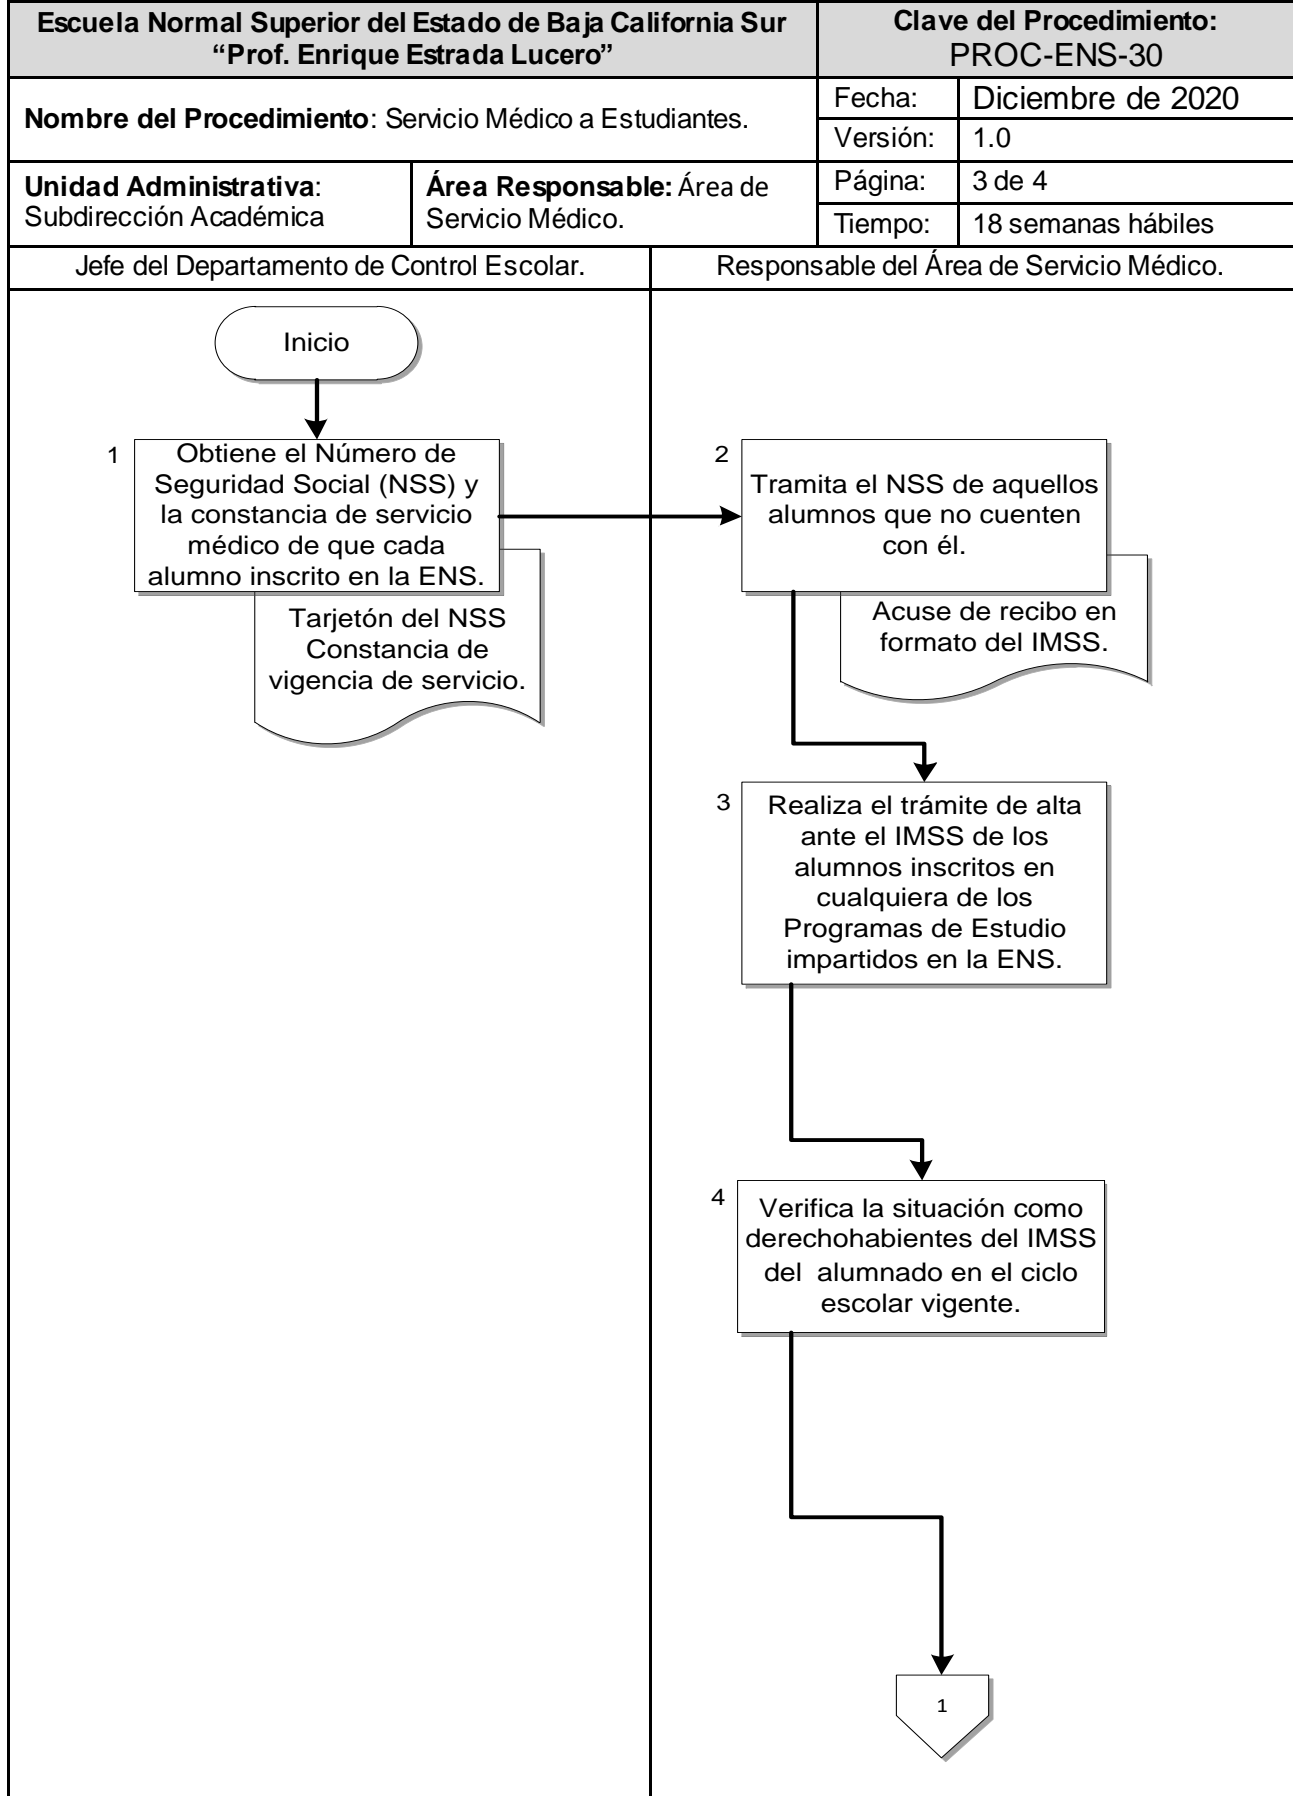 Escuela Normal Superior del Estado de Baja California Sur
“Prof. Enrique Estrada Lucero”
Clave del Procedimiento:
PROC-ENS-30
Nombre del Procedimiento: Servicio Médico a Estudiantes.
Fecha:
Diciembre de 2020
Versión:
1.0
Unidad Administrativa:
Subdirección Académica
Área Responsable: Área de
Servicio Médico.
Página:
3 de 4
Tiempo:
18 semanas hábiles
Jefe del Departamento de Control Escolar.
Responsable del Área de Servicio Médico.
Inicio
1
Obtiene el Número de
Seguridad Social (NSS) y
la constancia de servicio
médico de que cada
alumno inscrito en la ENS.
Tarjetón del NSS
Constancia de
vigencia de servicio.
2
Tramita el NSS de aquellos
alumnos que no cuenten
con él.
Acuse de recibo en
formato del IMSS.
3
Realiza el trámite de alta
ante el IMSS de los
alumnos inscritos en
cualquiera de los
Programas de Estudio
impartidos en la ENS.
4
Verifica la situación como
derechohabientes del IMSS
del alumnado en el ciclo
escolar vigente.
1